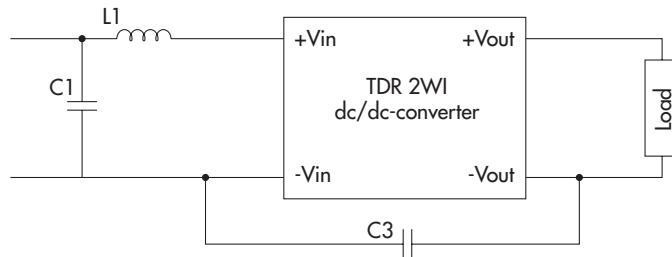 L1
+Vin
+Vout
C1
TDR 2WI
dc/dc-converter
Load
-Vin
-Vout
C3